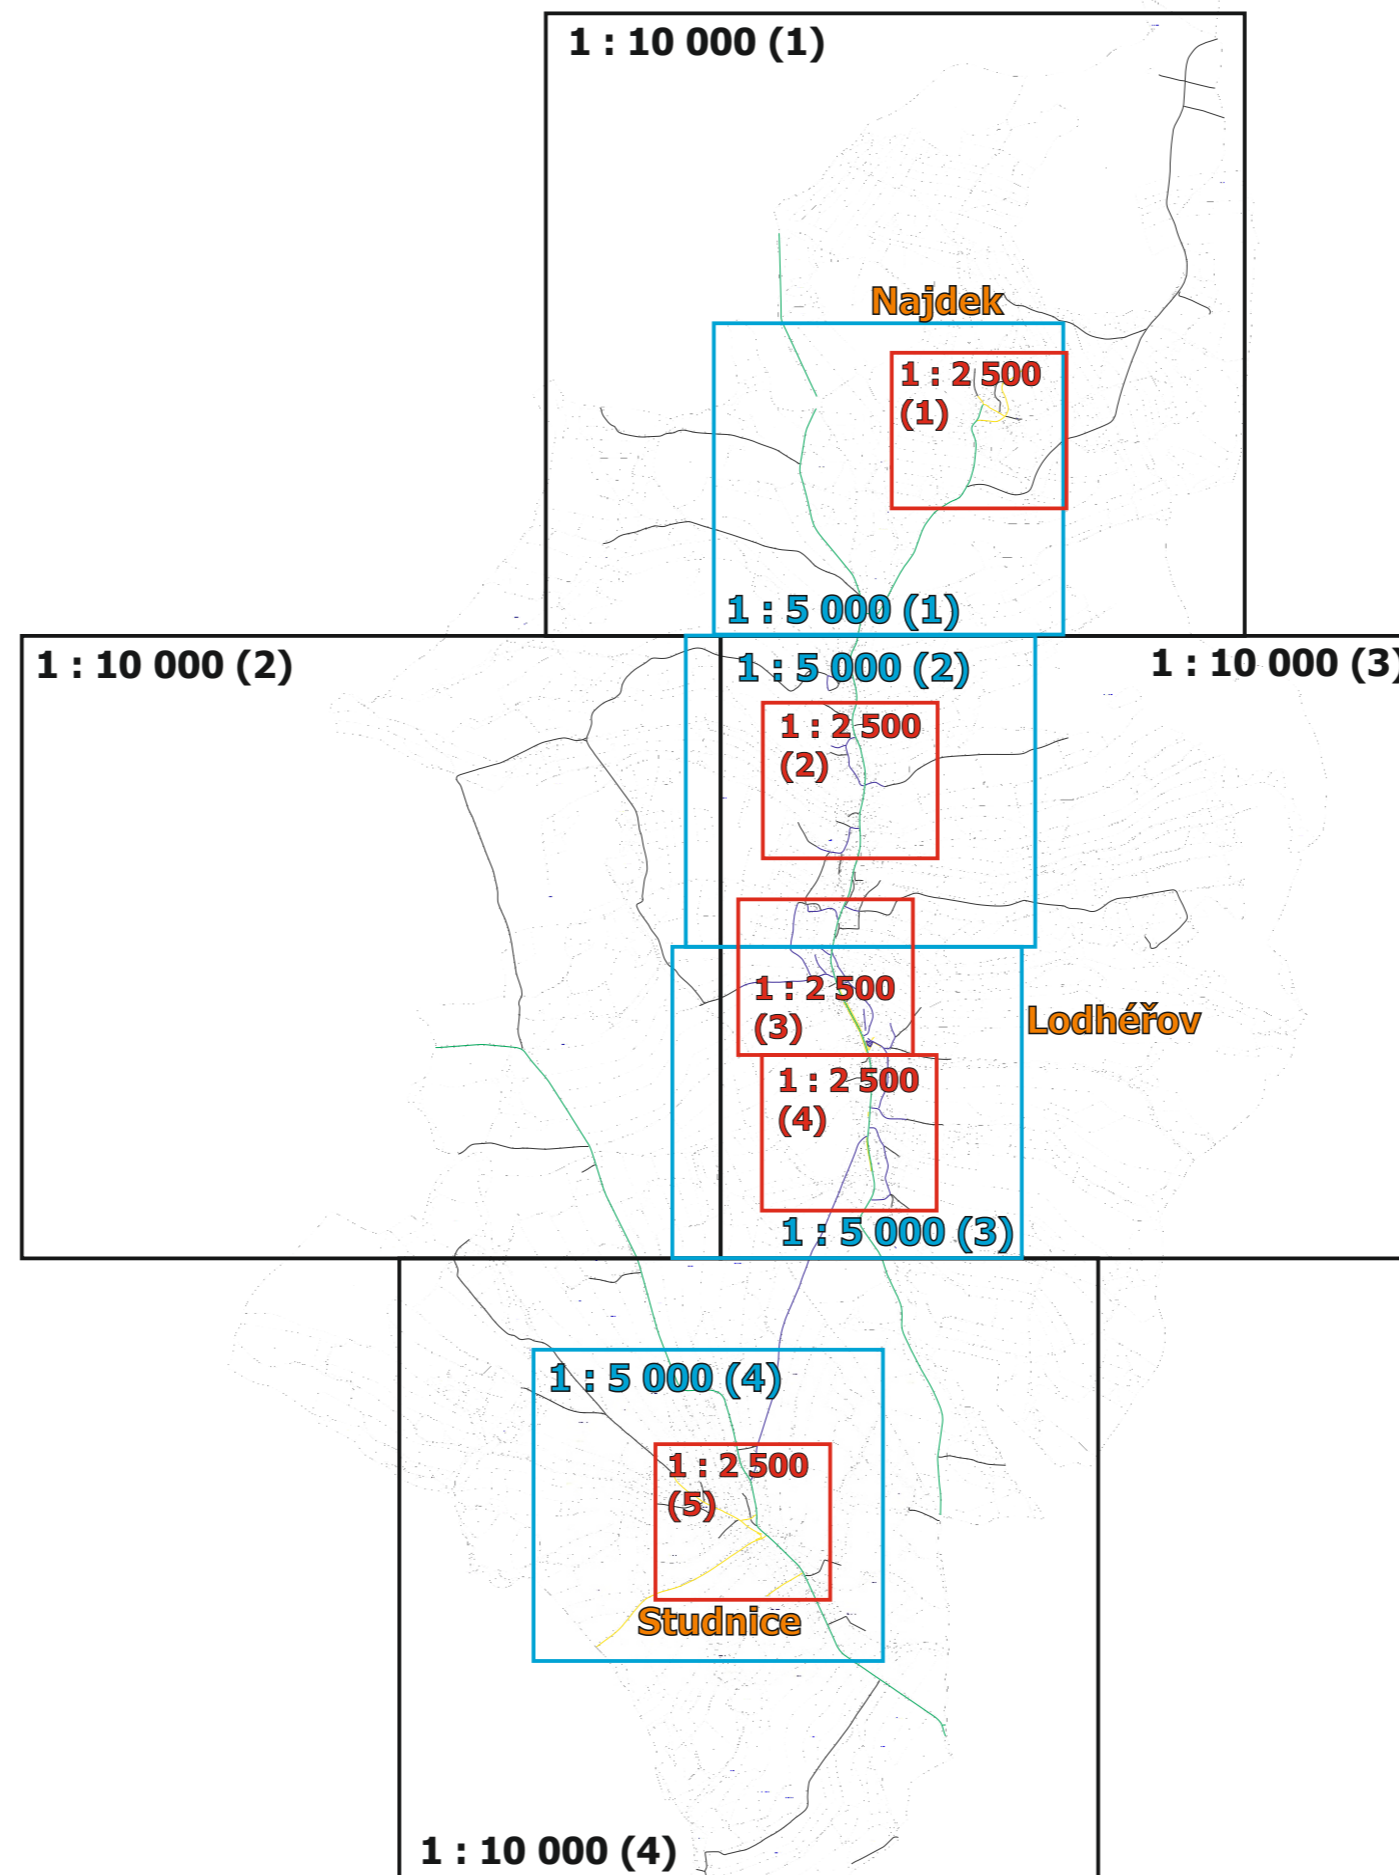 1 : 10 000 (1)
Najdek
1 : 2 500
(1)
1 : 5 000 (1)
1 : 10 000 (2)
1 : 5 000 (2)
1 : 10 000 (3)
1 : 2 500
(2)
1 : 2 500
(3)
Lodhéřov
1 : 2 500
(4)
1 : 5 000 (3)
1 : 5 000 (4)
1 : 2 500
(5)
Studnice
1 : 10 000 (4)